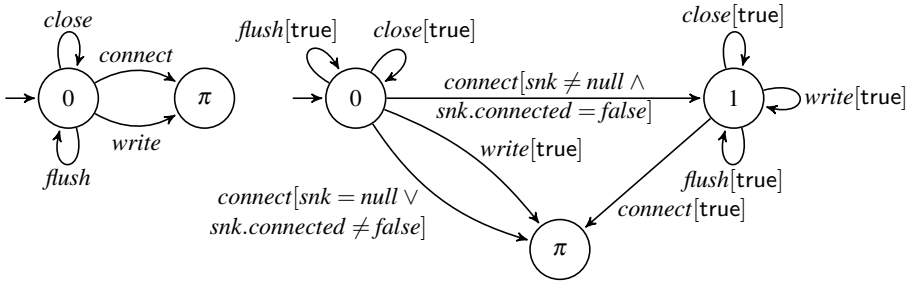 close
connect
0
π
write
flush
flush[true]
close[true]
0
connect[snk ≠ null ∧
snk.connected = false]
write[true]
connect[snk = null ∨
snk.connected ≠ false]
π
close[true]
1
write[true]
flush[true]
connect[true]